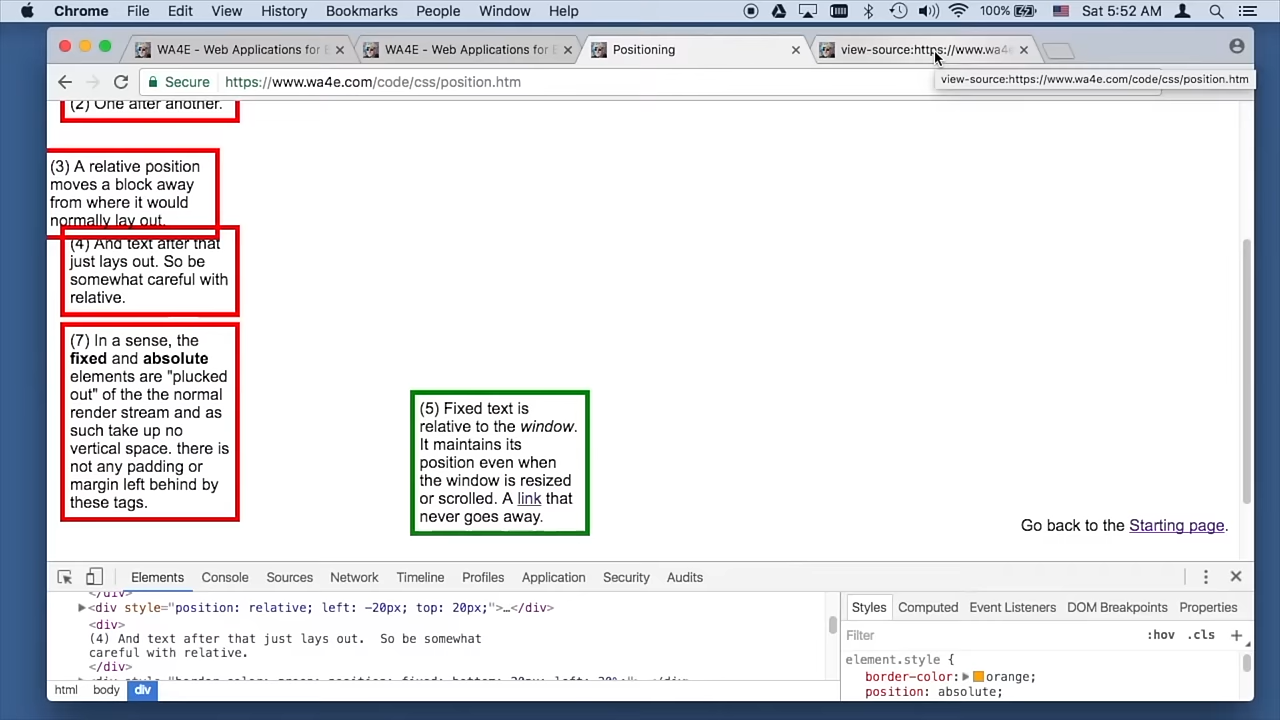 Chrome File Edit View History Bookmarks People Window Help 100% Sat 5:52 AM
WA4E - Web Applications for E
WA4E - Web Applications for E
Positioning
view-source:https://www.wa4e
Secure https://www.wa4e.com/code/css/position.htm
view-source:https://www.wa4e.com/code/css/position.htm
(2) One after another.
(3) A relative position
moves a block away
from where it would
normally lay out.
(4) And text after that
just lays out. So be
somewhat careful with
relative.
(7) In a sense, the
fixed and absolute
elements are "plucked
out" of the the normal
render stream and as
such take up no
vertical space. there is
not any padding or
margin left behind by
these tags.
(5) Fixed text is
relative to the window.
It maintains its
position even when
the window is resized
or scrolled. A link that
never goes away.
Go back to the Starting page.
Elements Console Sources Network Timeline Profiles Application Security Audits
</div>
<div style="position: relative; left: -20px; top: 20px;">…</div>
<div>
(4) And text after that just lays out. So be somewhat
careful with relative.
</div>
html body div
Styles Computed Event Listeners DOM Breakpoints Properties
Filter :hov .cls +
element.style {
border-color: orange;
position: absolute;